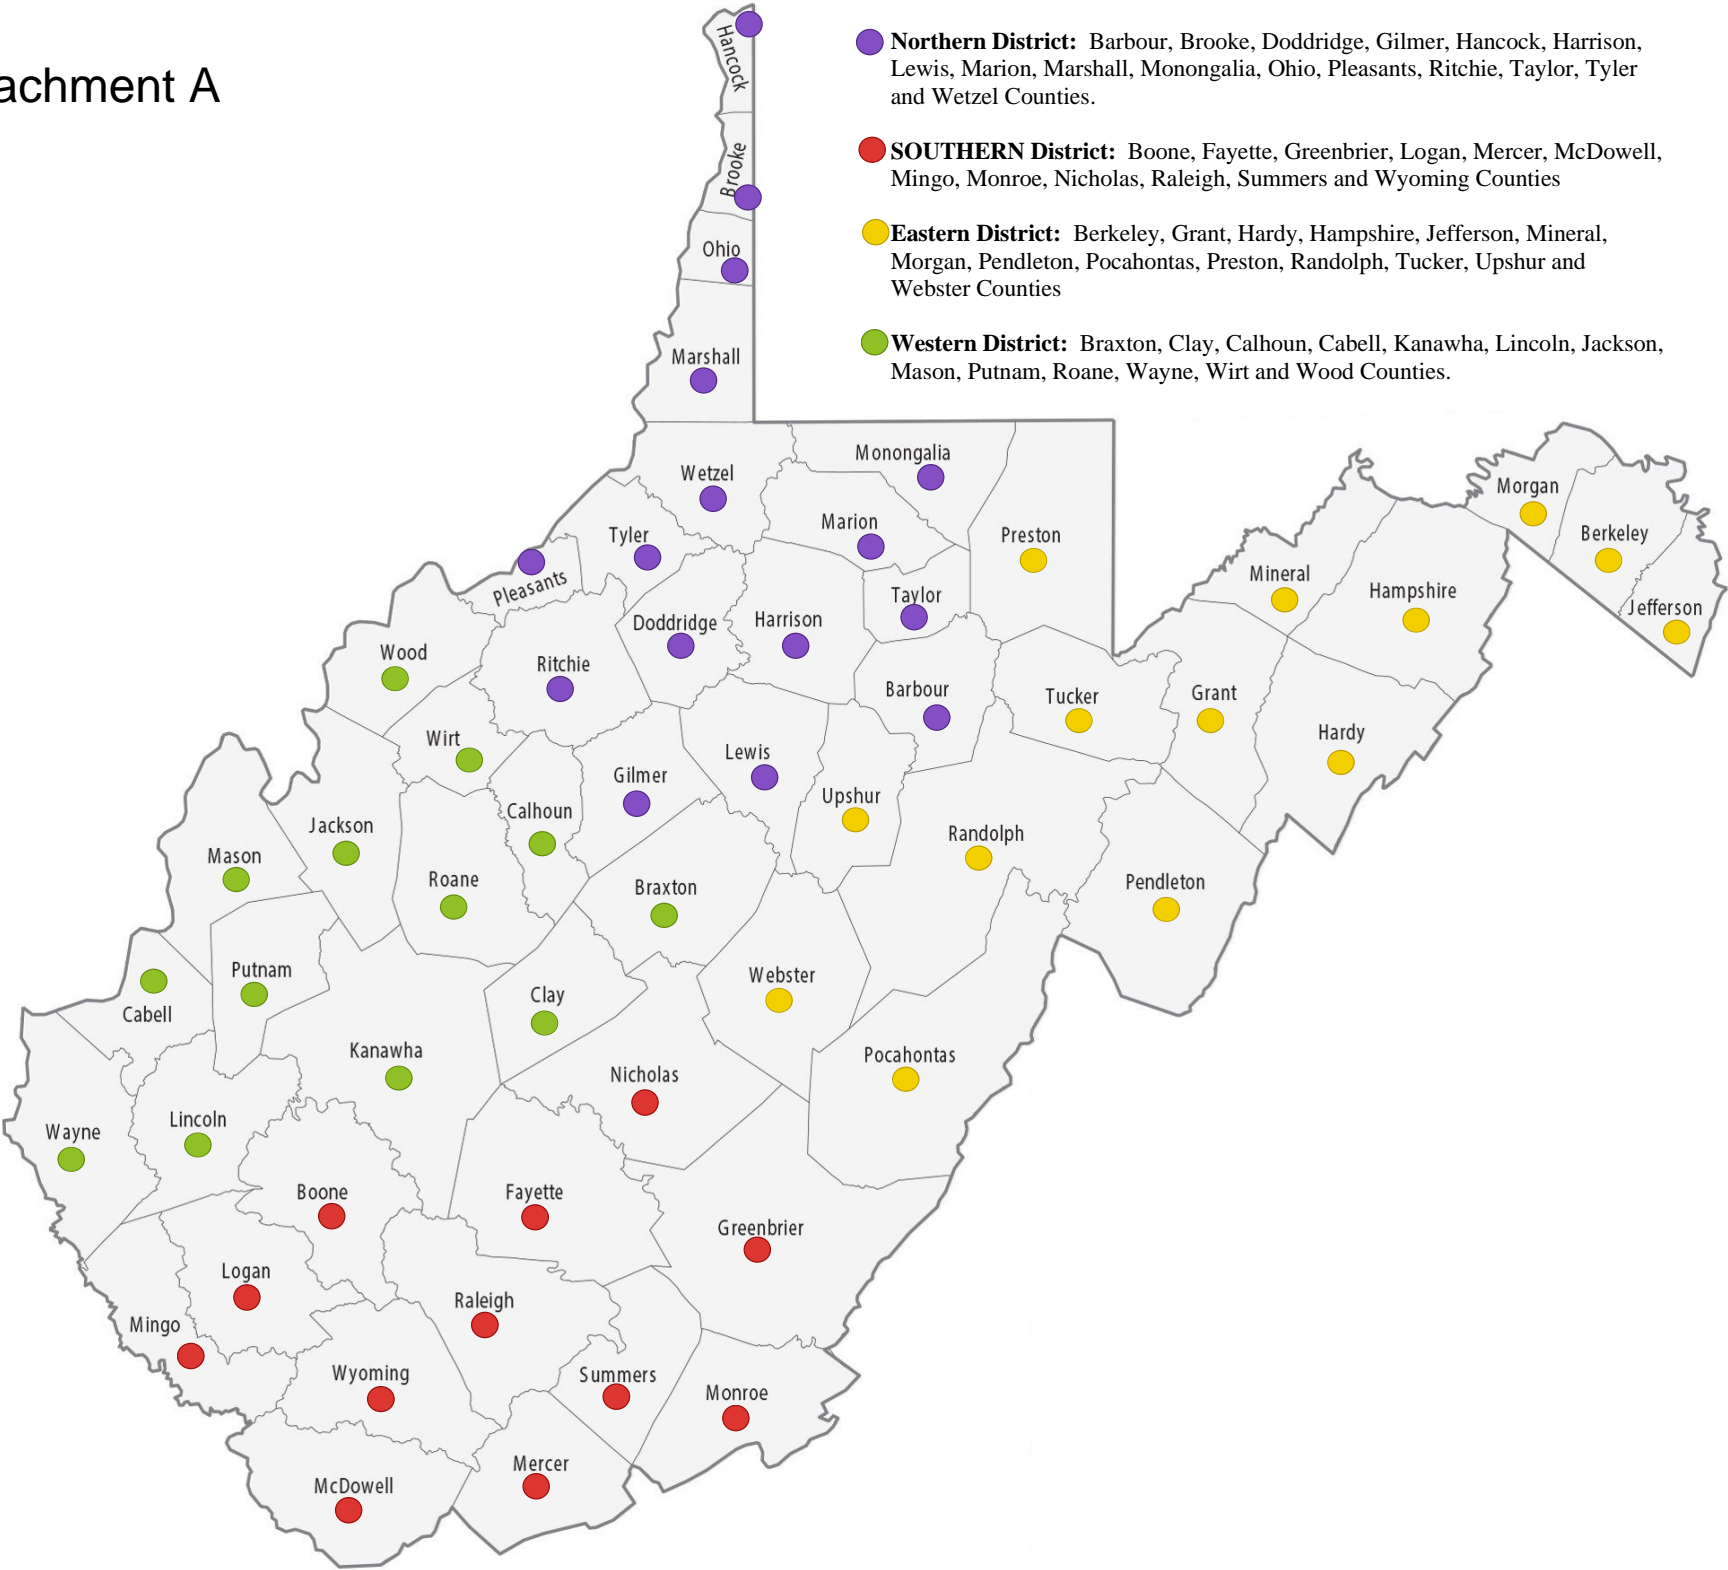 achment A
Northern District: Barbour, Brooke, Doddridge, Gilmer, Hancock, Harrison,
Lewis, Marion, Marshall, Monongalia, Ohio, Pleasants, Ritchie, Taylor, Tyler
and Wetzel Counties.
SOUTHERN District: Boone, Fayette, Greenbrier, Logan, Mercer, McDowell,
Mingo, Monroe, Nicholas, Raleigh, Summers and Wyoming Counties
Eastern District: Berkeley, Grant, Hardy, Hampshire, Jefferson, Mineral,
Morgan, Pendleton, Pocahontas, Preston, Randolph, Tucker, Upshur and
Webster Counties
Western District: Braxton, Clay, Calhoun, Cabell, Kanawha, Lincoln, Jackson,
Mason, Putnam, Roane, Wayne, Wirt and Wood Counties.
Hancock
Brooke
Ohio
Marshall
Monongalia
Wetzel
Morgan
Marion
Tyler
Preston
Berkeley
Mineral
Pleasants
Hampshire
Taylor
Jefferson
Doddridge
Harrison
Wood
Ritchie
Barbour
Tucker
Grant
Hardy
Wirt
Lewis
Gilmer
Upshur
Calhoun
Jackson
Randolph
Mason
Roane
Braxton
Pendleton
Putnam
Webster
Clay
Cabell
Kanawha
Pocahontas
Nicholas
Lincoln
Wayne
Boone
Fayette
Greenbrier
Logan
Raleigh
Mingo
Wyoming
Summers
Monroe
Mercer
McDowell